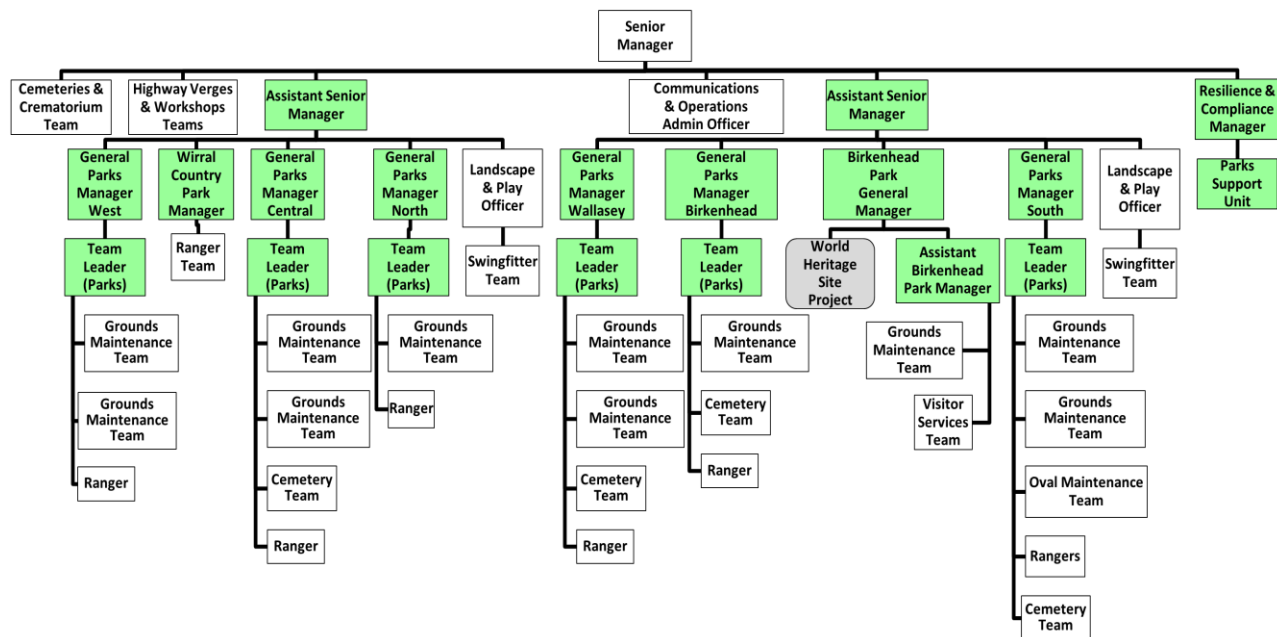 Senior
Manager
Cemeteries &
Crematorium
Team
Highway Verges
& Workshops
Teams
Assistant Senior
Manager
Communications
& Operations
Admin Officer
Assistant Senior
Manager
Resilience &
Compliance
Manager
General
Parks
Manager
West
Wirral
Country
Park
Manager
General
Parks
Manager
Central
General
Parks
Manager
North
Landscape
& Play
Officer
General
Parks
Manager
Wallasey
General
Parks
Manager
Birkenhead
Birkenhead
Park
General
Manager
General
Parks
Manager
South
Landscape
& Play
Officer
Parks
Support
Unit
Team
Leader
(Parks)
Ranger
Team
Team
Leader
(Parks)
Team
Leader
(Parks)
Swingfitter
Team
Team
Leader
(Parks)
Team
Leader
(Parks)
World
Heritage
Site
Project
Assistant
Birkenhead
Park Manager
Team
Leader
(Parks)
Swingfitter
Team
Grounds
Maintenance
Team
Grounds
Maintenance
Team
Grounds
Maintenance
Team
Grounds
Maintenance
Team
Grounds
Maintenance
Team
Grounds
Maintenance
Team
Grounds
Maintenance
Team
Grounds
Maintenance
Team
Grounds
Maintenance
Team
Ranger
Grounds
Maintenance
Team
Cemetery
Team
Visitor
Services
Team
Grounds
Maintenance
Team
Ranger
Cemetery
Team
Cemetery
Team
Ranger
Oval Maintenance
Team
Ranger
Ranger
Rangers
Cemetery
Team